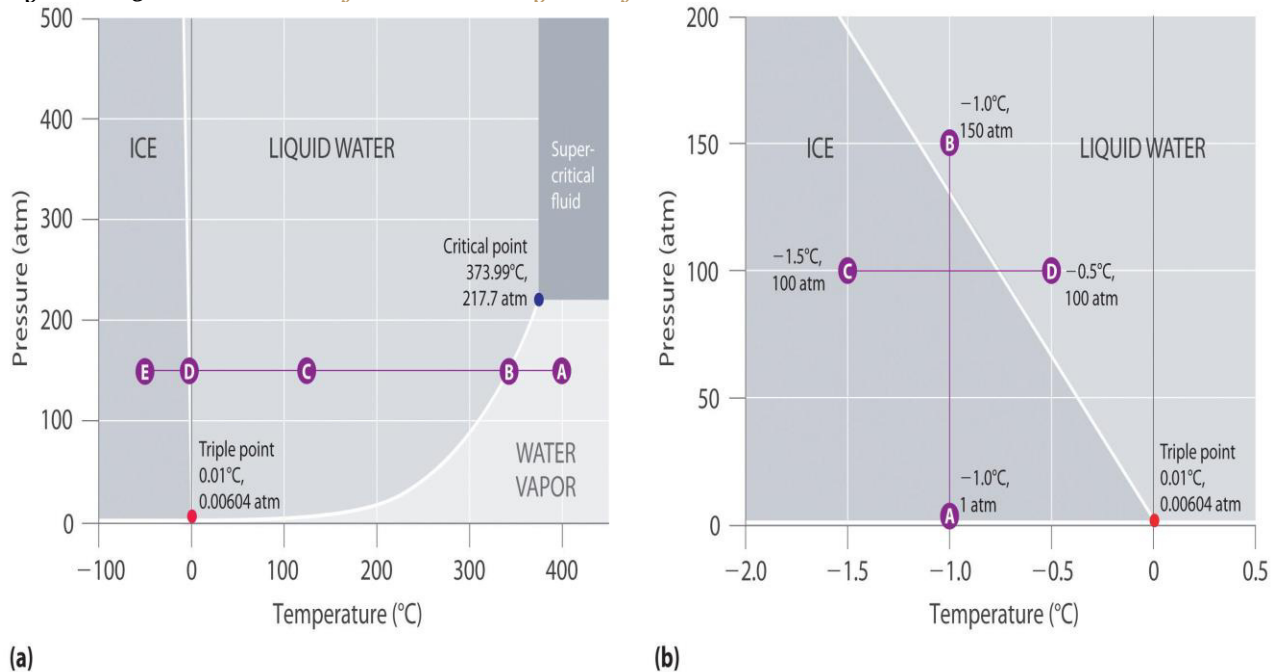 500
400
300
200
100
0
Pressure (atm)
ICE
LIQUID WATER
Super-
critical
fluid
Critical point
373.99°C,
217.7 atm
E
D
C
B
A
Triple point
0.01°C,
0.00604 atm
WATER
VAPOR
−100
0
100
200
300
400
Temperature (°C)
(a)
200
150
100
50
0
Pressure (atm)
−1.0°C,
150 atm
B
ICE
LIQUID WATER
−1.5°C,
100 atm
C
D
−0.5°C,
100 atm
−1.0°C,
1 atm
A
Triple point
0.01°C,
0.00604 atm
−2.0
−1.5
−1.0
−0.5
0
0.5
Temperature (°C)
(b)